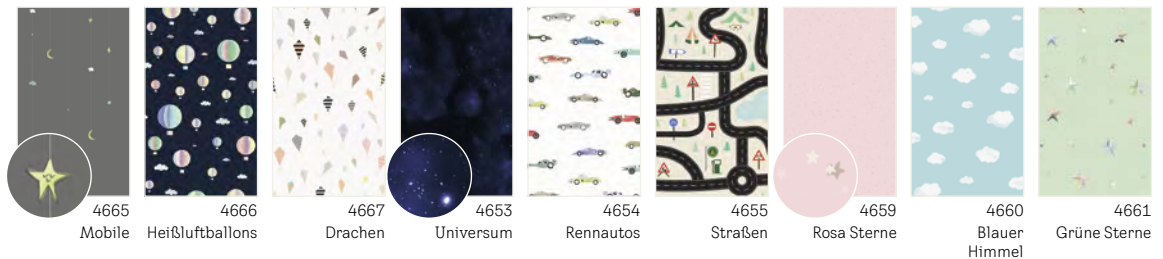 4665
Mobile
4666
Heißluftballons
4667
Drachen
4653
Universum
4654
Rennautos
4655
Straßen
4659
Rosa Sterne
4660
Blauer
Himmel
4661
Grüne Sterne